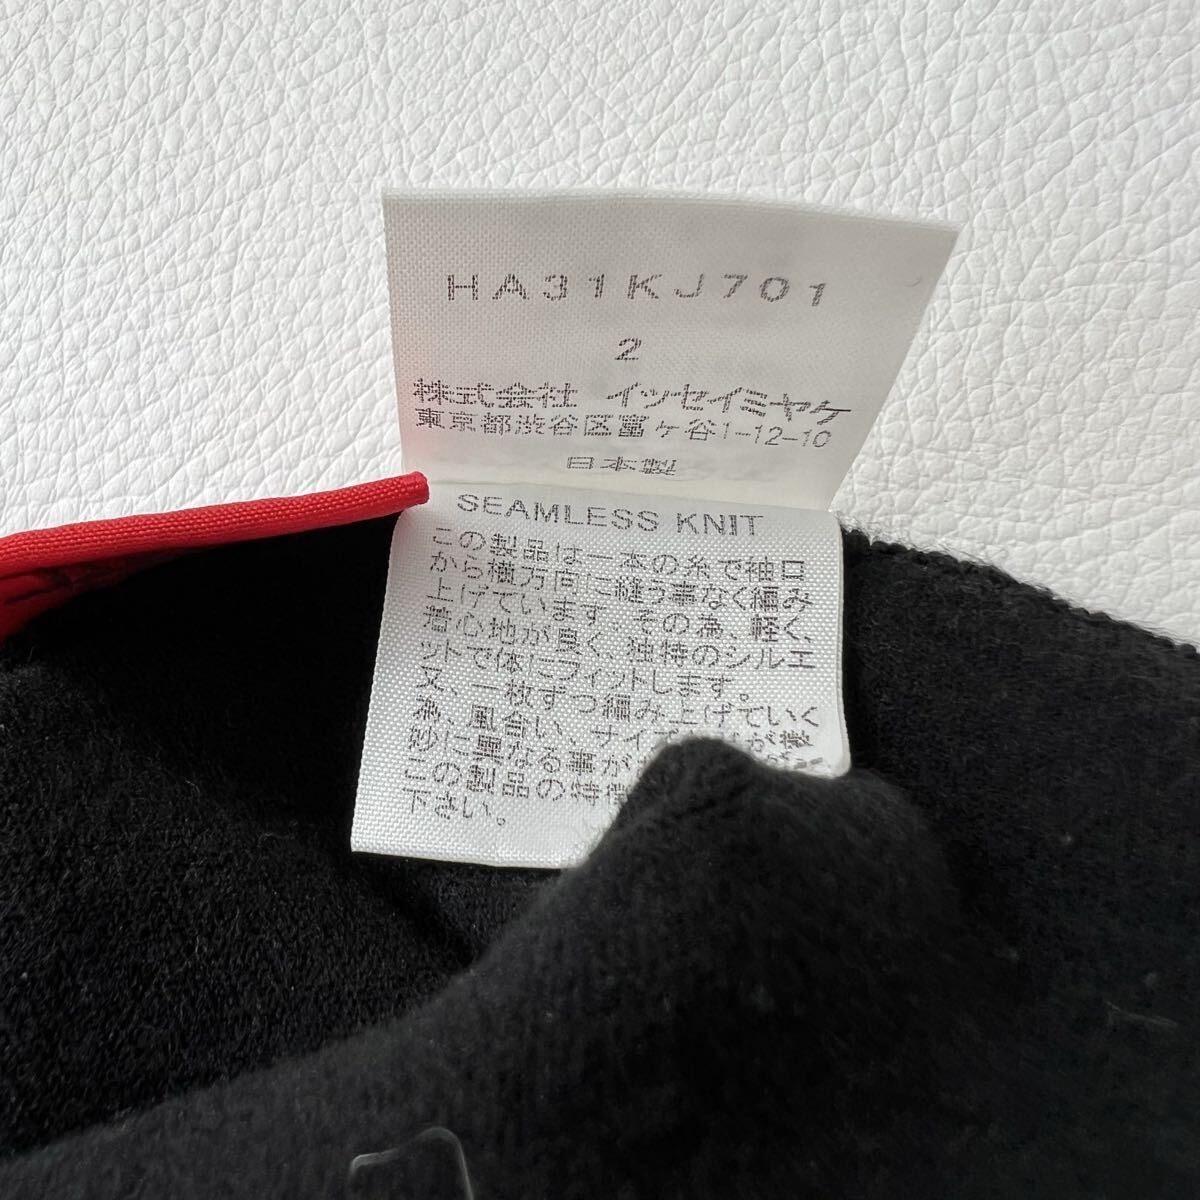 HA31KJ701
2
株式会社 イッセイミヤケ
東京都渋谷区富ヶ谷1-12-10
日本製
SEAMLESS KNIT
この製品は一本の糸で袖口
から横方向に縫う事なく編み
上げています。その為、軽く、
着心地が良く、独特のシルエ
ットで体にフィットします。
又、一枚ずつ編み上げていく
為、風合い、サイズ
砂に異なる事が
この製品の特徴
下さい。